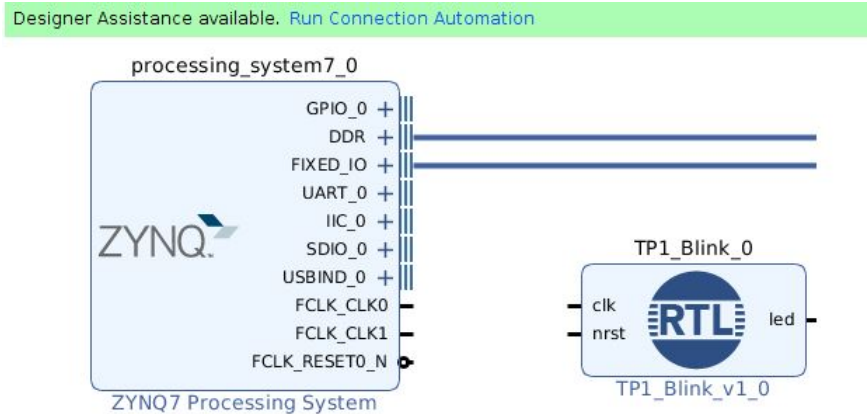 Designer Assistance available. Run Connection Automation
processing_system7_0
GPIO_0
DDR
FIXED_IO
UART_0
IIC_0
SDIO_0
USBIND_0
FCLK_CLK0
FCLK_CLK1
FCLK_RESET0_N
ZYNQ.
ZYNQ7 Processing System
TP1_Blink_0
clk
nrst
RTL
led
TP1_Blink_v1_0